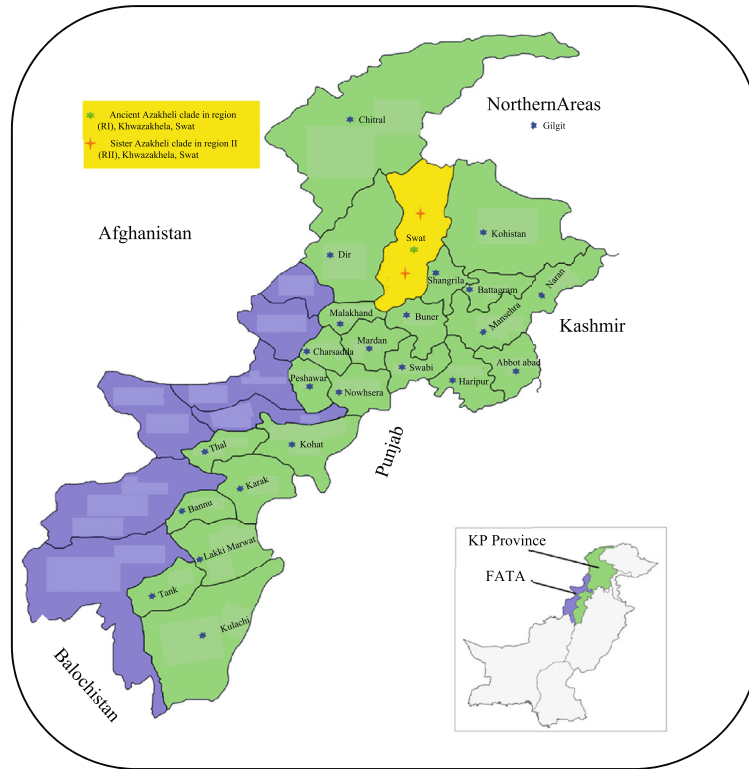 Ancient Azakheli clade in region
(RI), Khwazakhela, Swat
Sister Azakheli clade in region II
(RII), Khwazakhela, Swat
NorthernAreas
Gilgit
Chitral
Afghanistan
Kohistan
Swat
Dir
Shangrila
Battagram
Naran
Malakhand
Buner
Mansehra
Kashmir
Charsadda
Mardan
Abbot abad
Peshawar
Nowhsera
Swabi
Haripur
Punjab
Thal
Kohat
Karak
Bannu
Lakki Marwat
Tank
Kulachi
Balochistan
KP Province
FATA